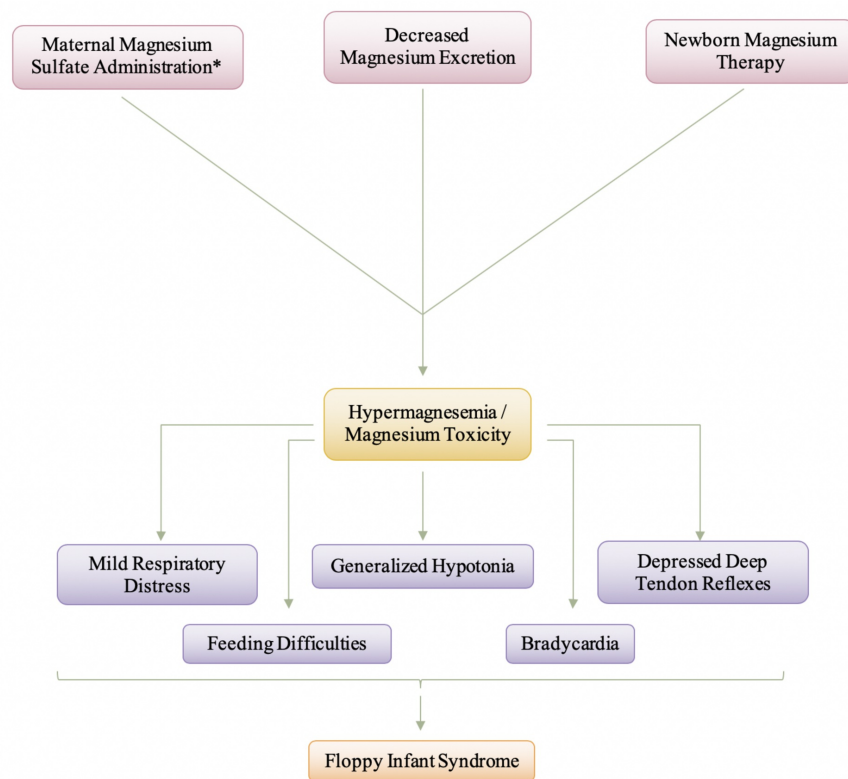 Maternal Magnesium
Sulfate Administration*
Decreased
Magnesium Excretion
Newborn Magnesium
Therapy
Hypermagnesemia /
Magnesium Toxicity
Mild Respiratory
Distress
Generalized Hypotonia
Depressed Deep
Tendon Reflexes
Feeding Difficulties
Bradycardia
Floppy Infant Syndrome